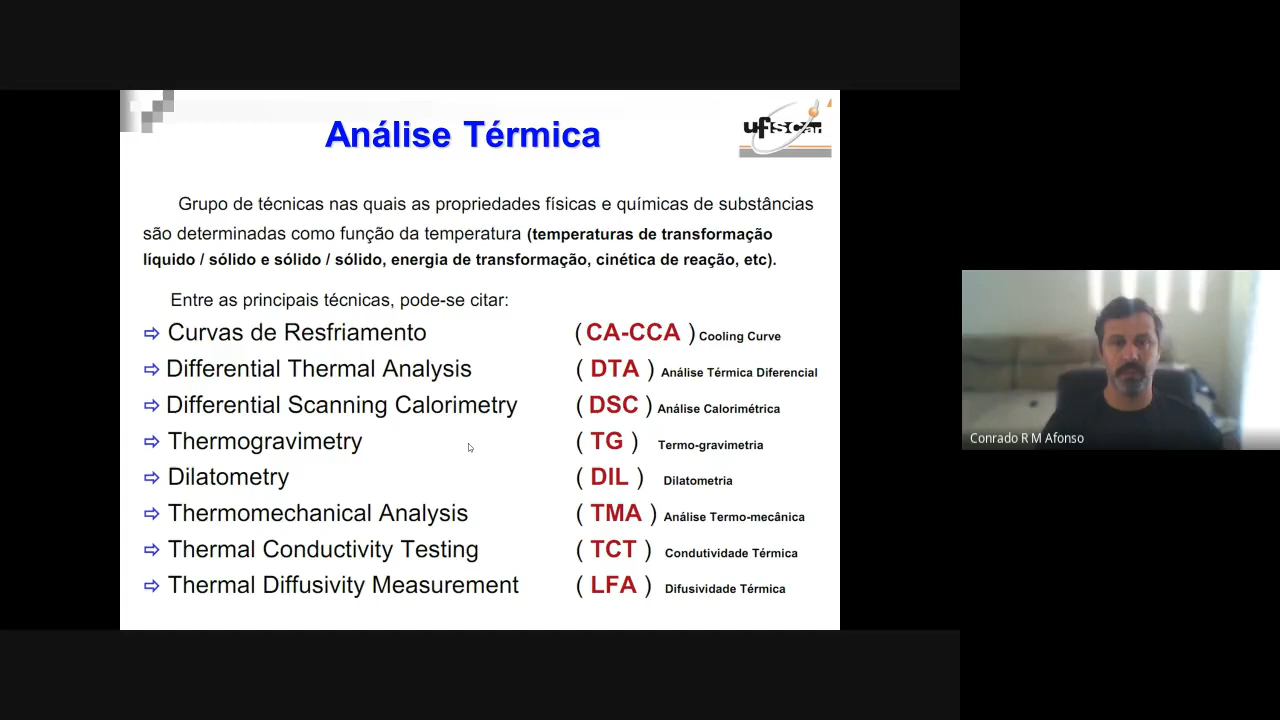 Análise Térmica
ufscar
Grupo de técnicas nas quais as propriedades físicas e químicas de substâncias
são determinadas como função da temperatura (temperaturas de transformação
líquido / sólido e sólido / sólido, energia de transformação, cinética de reação, etc).
Entre as principais técnicas, pode-se citar:
⇨ Curvas de Resfriamento ( CA-CCA ) Cooling Curve
⇨ Differential Thermal Analysis ( DTA ) Análise Térmica Diferencial
⇨ Differential Scanning Calorimetry ( DSC ) Análise Calorimétrica
⇨ Thermogravimetry ( TG ) Termo-gravimetria
⇨ Dilatometry ( DIL ) Dilatometria
⇨ Thermomechanical Analysis ( TMA ) Análise Termo-mecânica
⇨ Thermal Conductivity Testing ( TCT ) Condutividade Térmica
⇨ Thermal Diffusivity Measurement ( LFA ) Difusividade Térmica
Conrado R M Afonso